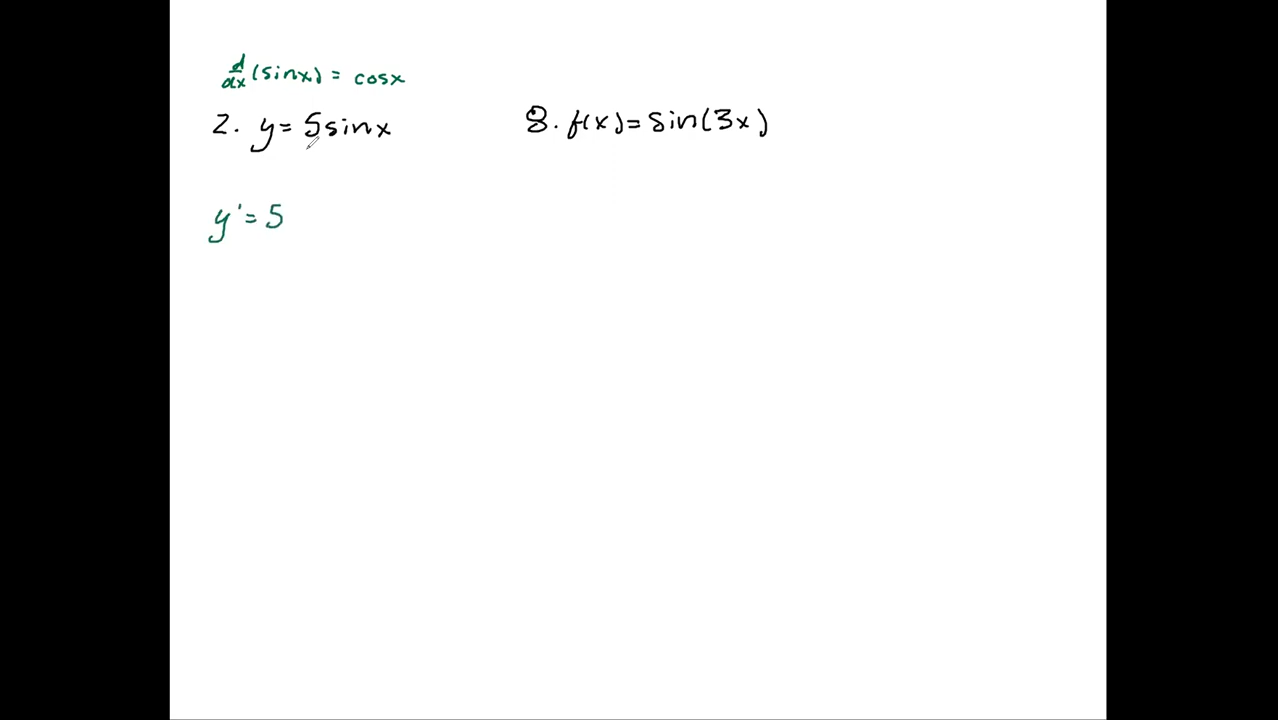 d/dx (sinx) = cosx
2. y = 5sinx
y' = 5
8. f(x) = sin(3x)